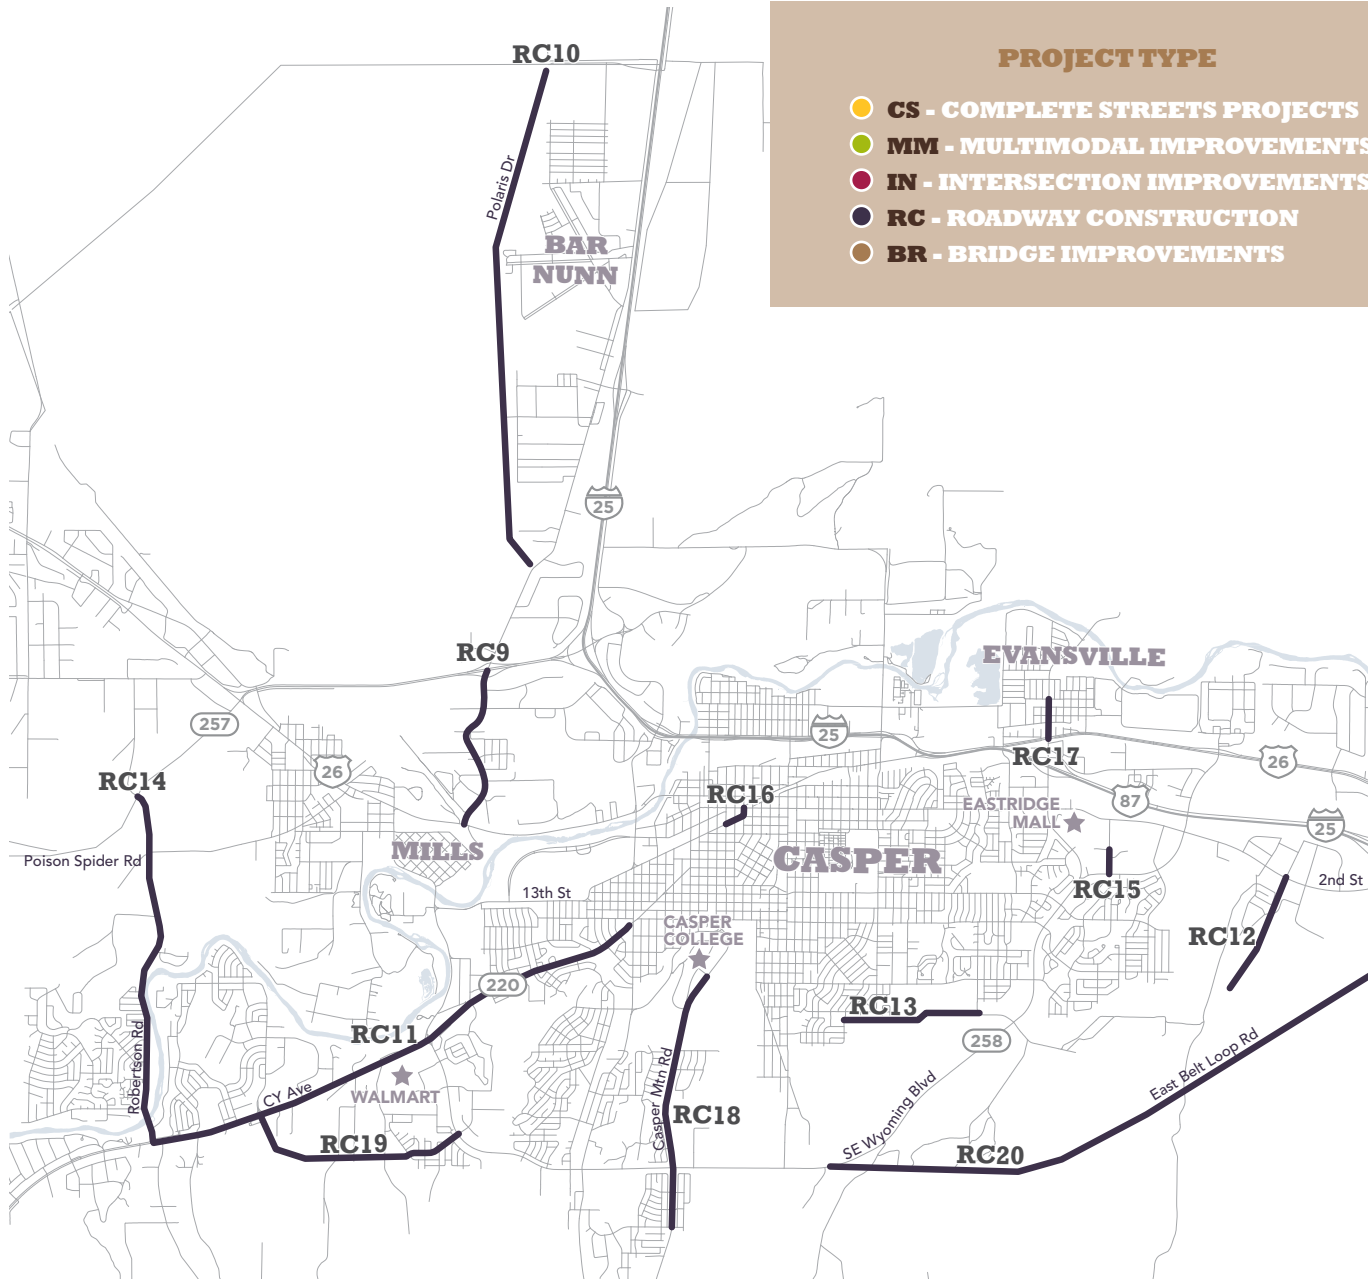 RC10
PROJECT TYPE
CS - COMPLETE STREETS PROJECTS
MM - MULTIMODAL IMPROVEMENTS
IN - INTERSECTION IMPROVEMENTS
RC - ROADWAY CONSTRUCTION
BR - BRIDGE IMPROVEMENTS
Polaris Dr
BAR
NUNN
25
RC9
EVANSVILLE
257
25
RC17
26
26
RC14
RC16
87
EASTRIDGE
MALL
25
MILLS
CASPER
Poison Spider Rd
13th St
RC15
2nd St
CASPER
COLLEGE
RC12
220
RC13
RC11
258
Robertson Rd
CY Ave
WALMART
Casper Mtn Rd
RC18
East Belt Loop Rd
SE Wyoming Blvd
RC19
RC20